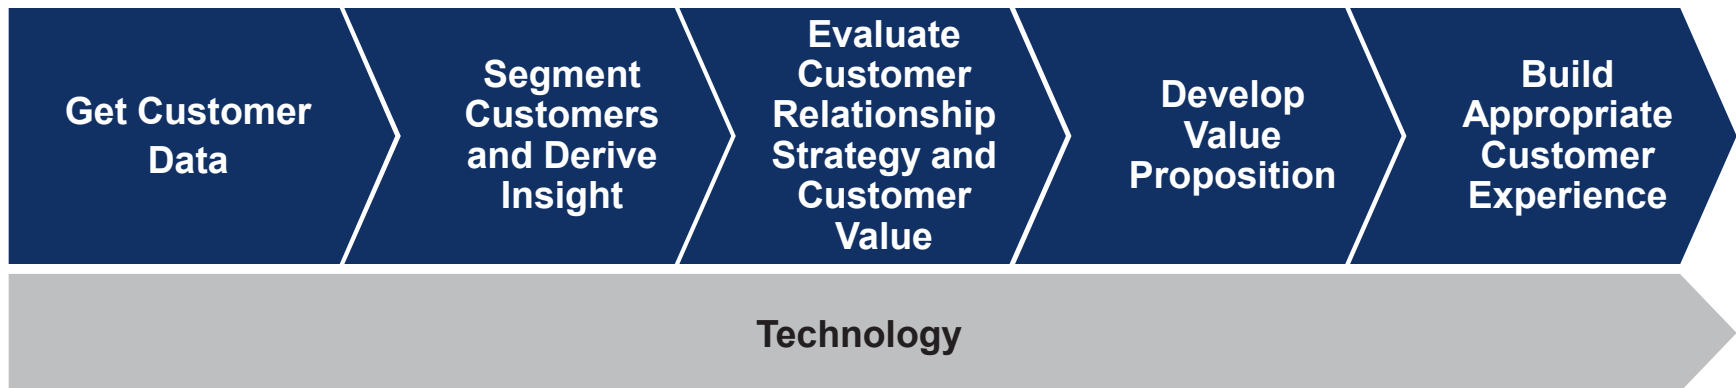 Get Customer
Data
Segment
Customers
and Derive
Insight
Evaluate
Customer
Relationship
Strategy and
Customer
Value
Develop
Value
Proposition
Build
Appropriate
Customer
Experience
Technology